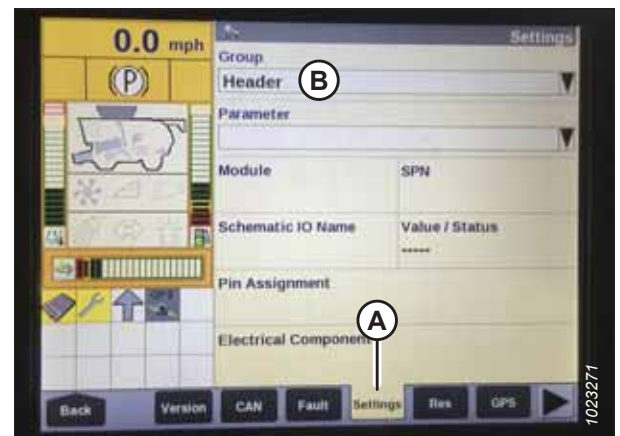 0.0 mph
(P)
Settings
Group
Header
B
Parameter
Module
SPN
Schematic IO Name
Value / Status
-----
Pin Assignment
A
Electrical Component
Back
Version
CAN
Fault
Settings
Res
GPS
1023271